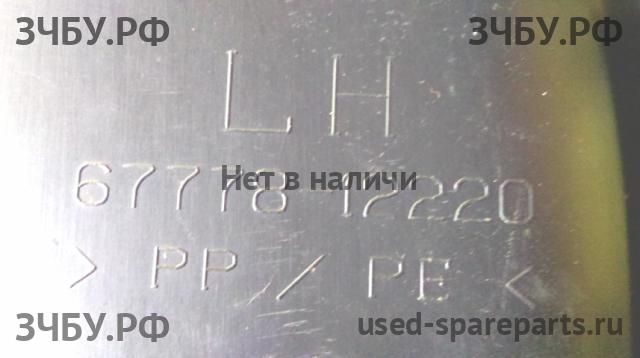 ЗЧБУ.РФ ЗЧБУ.РФ
LH
Нет в наличи
67778-12220
> PP / PE <
ЗЧБУ.РФ used-spareparts.ru